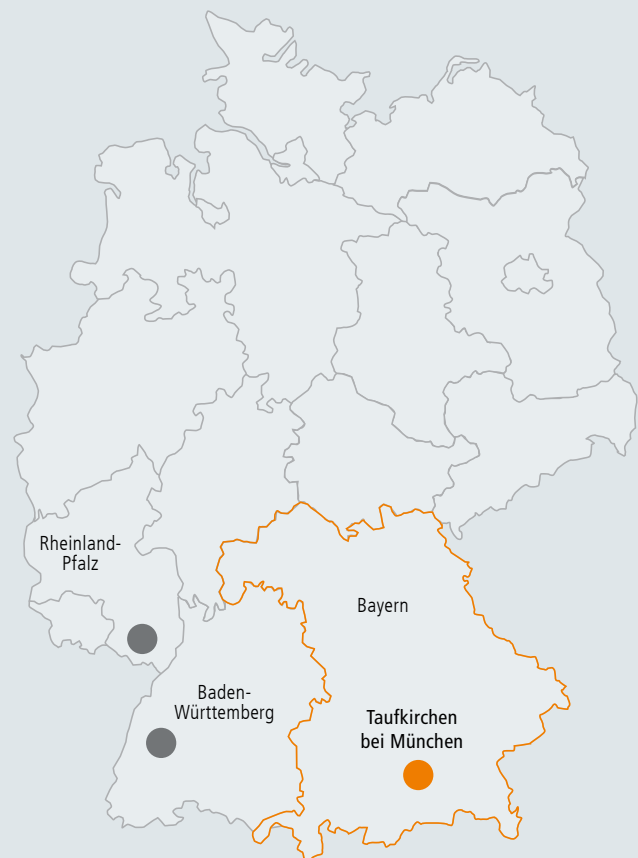 Rheinland-
Pfalz
Bayern
Baden-
Württemberg
Taufkirchen
bei München